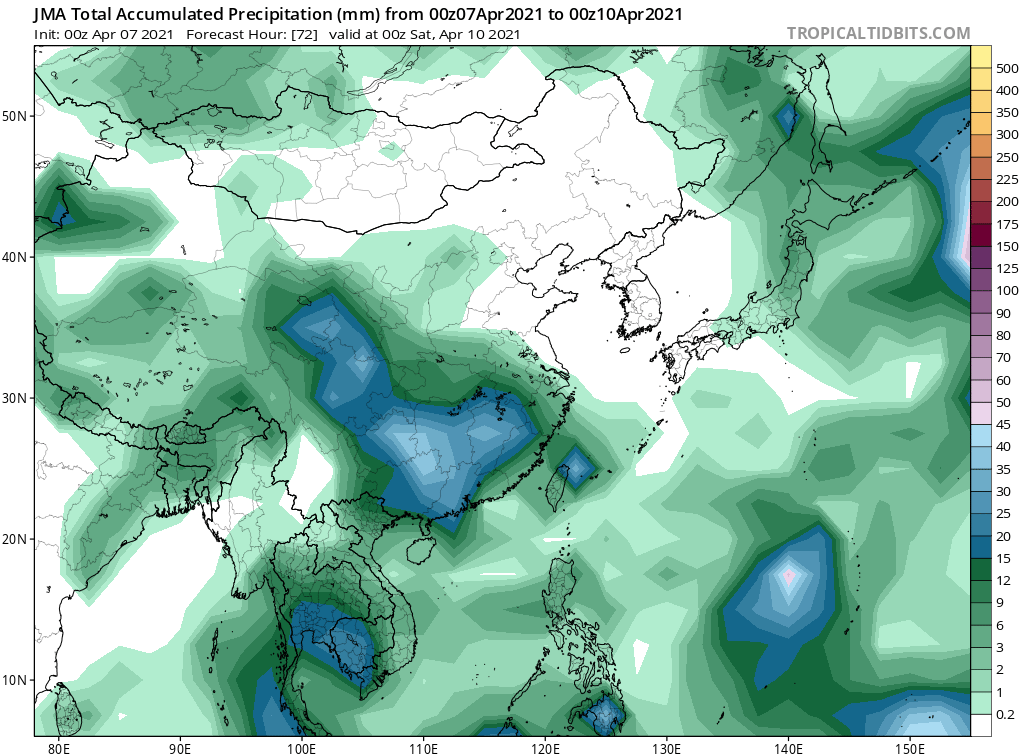 JMA Total Accumulated Precipitation (mm) from 00z07Apr2021 to 00z10Apr2021
Init: 00z Apr 07 2021 Forecast Hour: [72] valid at 00z Sat, Apr 10 2021
TROPICALTIDBITS.COM
50N
40N
30N
20N
10N
80E
90E
100E
110E
120E
130E
140E
150E
500
400
350
300
250
225
200
175
150
125
100
90
80
70
60
50
45
40
35
30
25
20
15
12
9
6
4
3
2
1
0.2